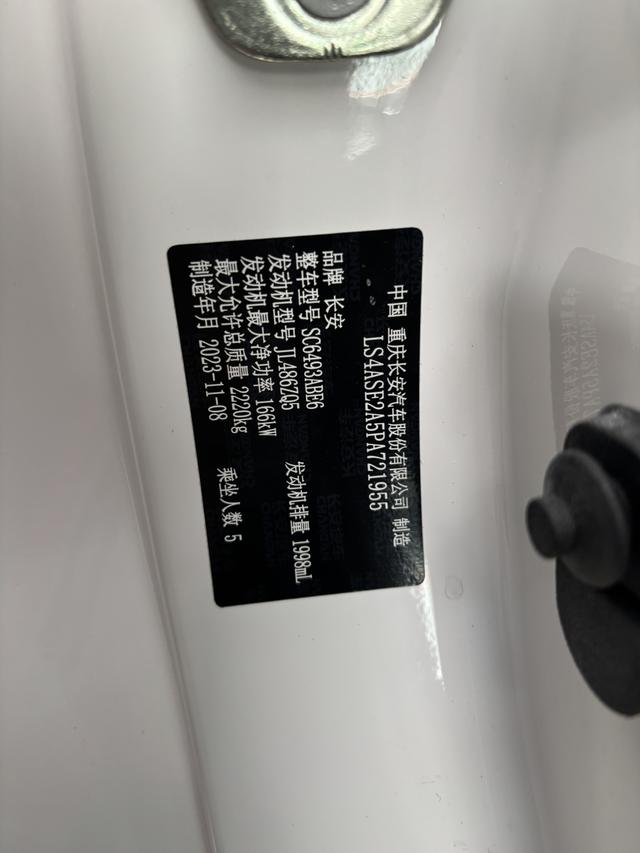 中国 重庆长安汽车股份有限公司 制造
LS4ASE2A5PA721955
品牌 长安
整车型号 SC6493ABE6
发动机型号 JL486ZQ5 发动机排量 1998mL
发动机最大净功率 166kW
最大允许总质量 2220kg 乘坐人数 5
制造年月 2023-11-08